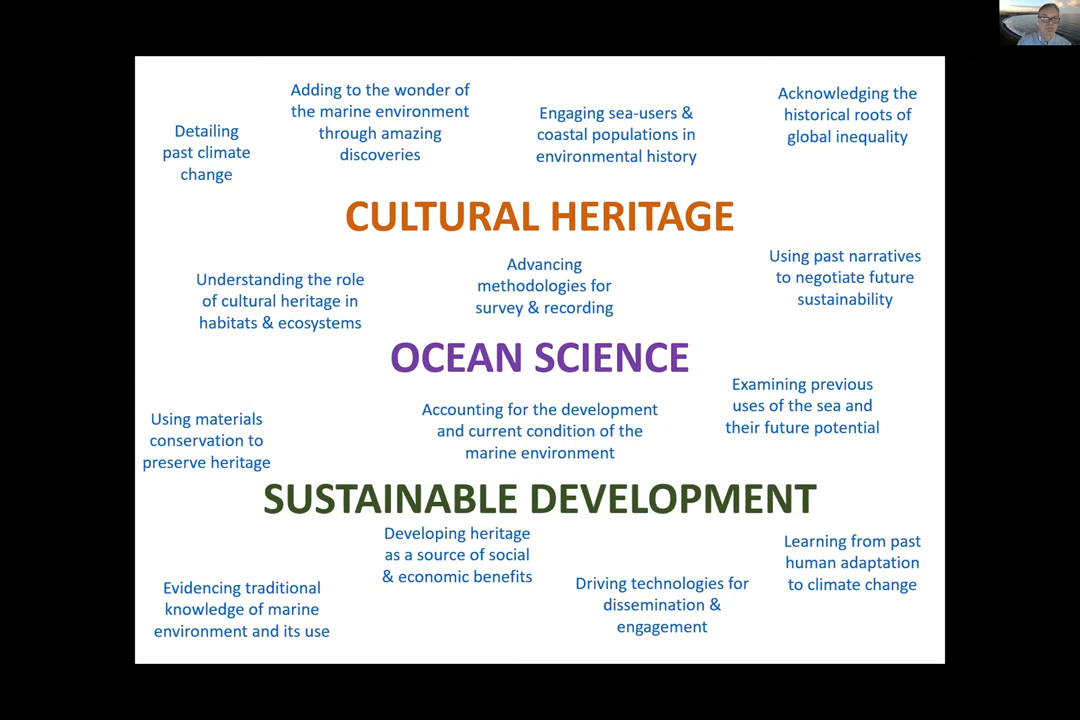 Detailing
past climate
change
Adding to the wonder of
the marine environment
through amazing
discoveries
Engaging sea-users &
coastal populations in
environmental history
Acknowledging the
historical roots of
global inequality
CULTURAL HERITAGE
Understanding the role
of cultural heritage in
habitats & ecosystems
Advancing
methodologies for
survey & recording
Using past narratives
to negotiate future
sustainability
OCEAN SCIENCE
Using materials
conservation to
preserve heritage
Accounting for the development
and current condition of the
marine environment
Examining previous
uses of the sea and
their future potential
SUSTAINABLE DEVELOPMENT
Evidencing traditional
knowledge of marine
environment and its use
Developing heritage
as a source of social
& economic benefits
Driving technologies for
dissemination &
engagement
Learning from past
human adaptation
to climate change